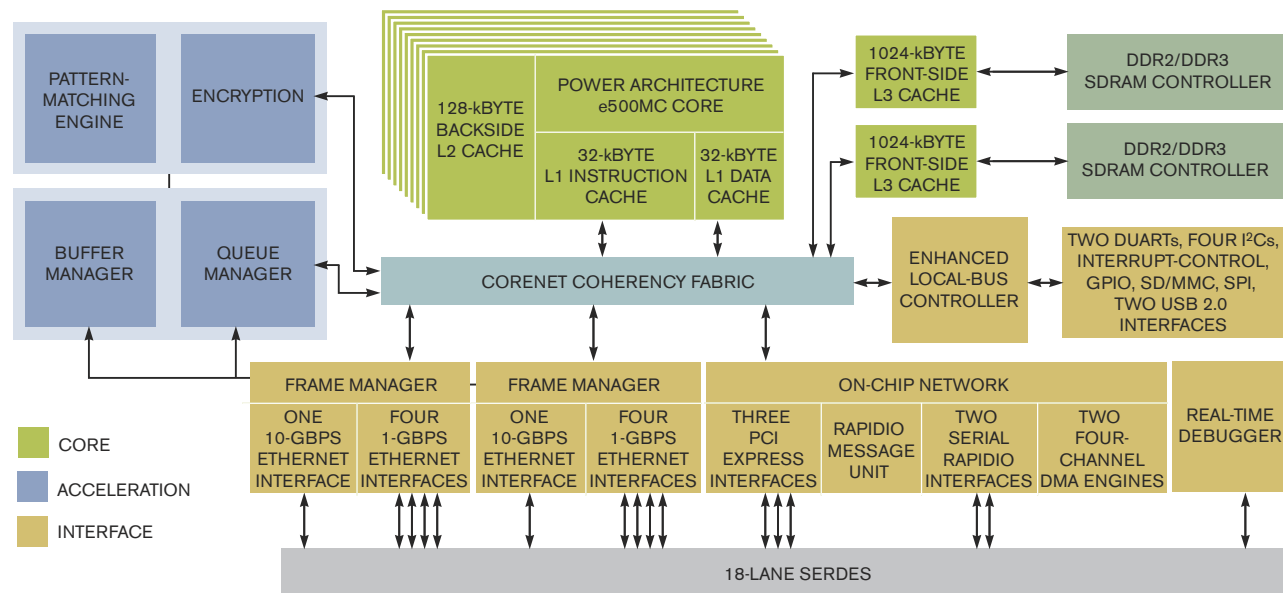 PATTERN-
MATCHING
ENGINE
ENCRYPTION
BUFFER
MANAGER
QUEUE
MANAGER
128-kBYTE
BACKSIDE
L2 CACHE
POWER ARCHITECTURE
e500MC CORE
32-kBYTE
L1 INSTRUCTION
CACHE
32-kBYTE
L1 DATA
CACHE
1024-kBYTE
FRONT-SIDE
L3 CACHE
DDR2/DDR3
SDRAM CONTROLLER
1024-kBYTE
FRONT-SIDE
L3 CACHE
DDR2/DDR3
SDRAM CONTROLLER
CORENET COHERENCY FABRIC
ENHANCED
LOCAL-BUS
CONTROLLER
TWO DUARTs, FOUR I²Cs,
INTERRUPT-CONTROL,
GPIO, SD/MMC, SPI,
TWO USB 2.0
INTERFACES
FRAME MANAGER
ONE
10-GBPS
ETHERNET
INTERFACE
FOUR
1-GBPS
ETHERNET
INTERFACES
FRAME MANAGER
ONE
10-GBPS
ETHERNET
INTERFACE
FOUR
1-GBPS
ETHERNET
INTERFACES
ON-CHIP NETWORK
THREE
PCI
EXPRESS
INTERFACES
RAPIDIO
MESSAGE
UNIT
TWO
SERIAL
RAPIDIO
INTERFACES
TWO
FOUR-
CHANNEL
DMA ENGINES
REAL-TIME
DEBUGGER
CORE
ACCELERATION
INTERFACE
18-LANE SERDES